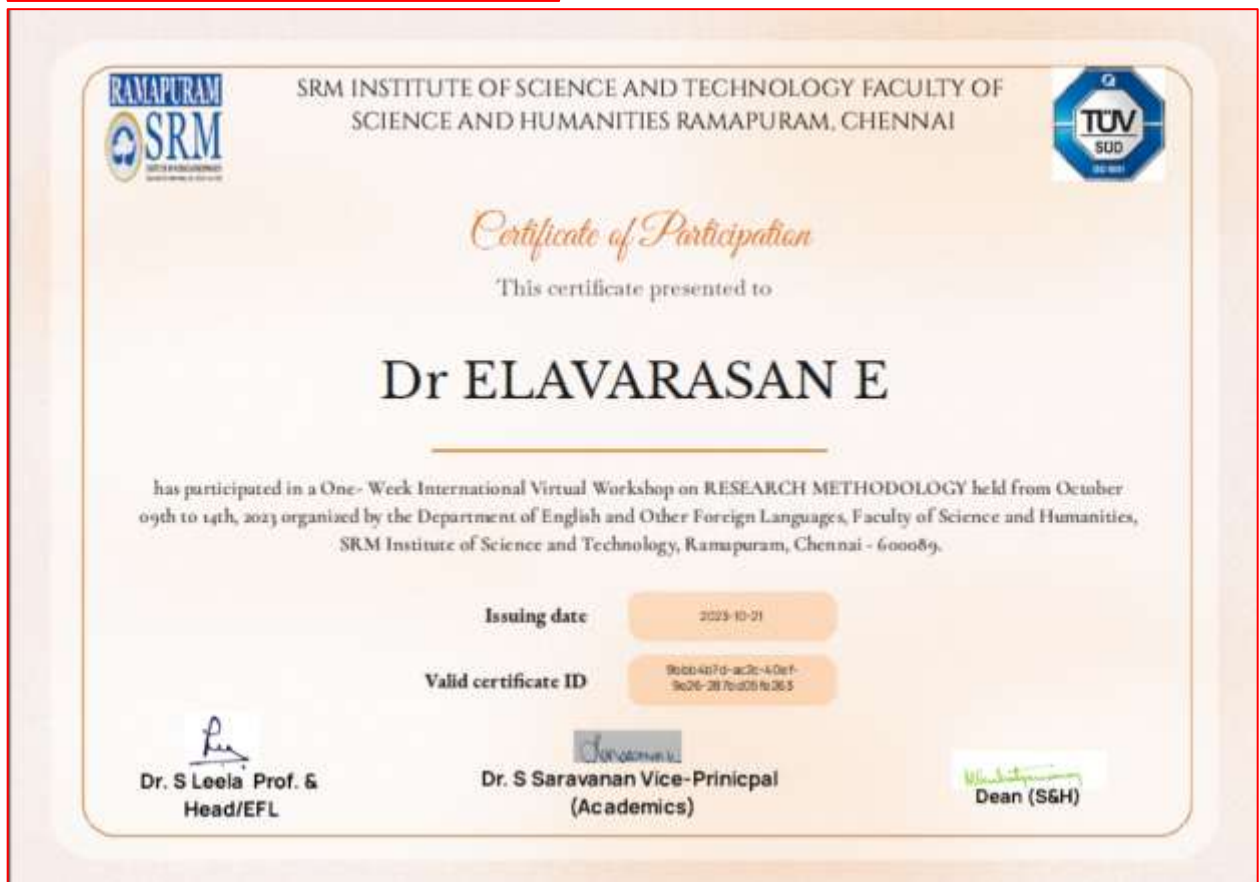 RAMAPURAM
SRM
SRM INSTITUTE OF SCIENCE AND TECHNOLOGY FACULTY OF
SCIENCE AND HUMANITIES RAMAPURAM, CHENNAI
TÜV
SÜD
ISO 9001
Certificate of Participation
This certificate presented to
Dr ELAVARASAN E
has participated in a One- Week International Virtual Workshop on RESEARCH METHODOLOGY held from October
09th to 14th, 2023 organized by the Department of English and Other Foreign Languages, Faculty of Science and Humanities,
SRM Institute of Science and Technology, Ramapuram, Chennai - 600089.
Issuing date
2023-10-21
Valid certificate ID
Dr. S Leela Prof. &
Head/EFL
Dr. S Saravanan Vice-Prinicpal
(Academics)
Dean (S&H)